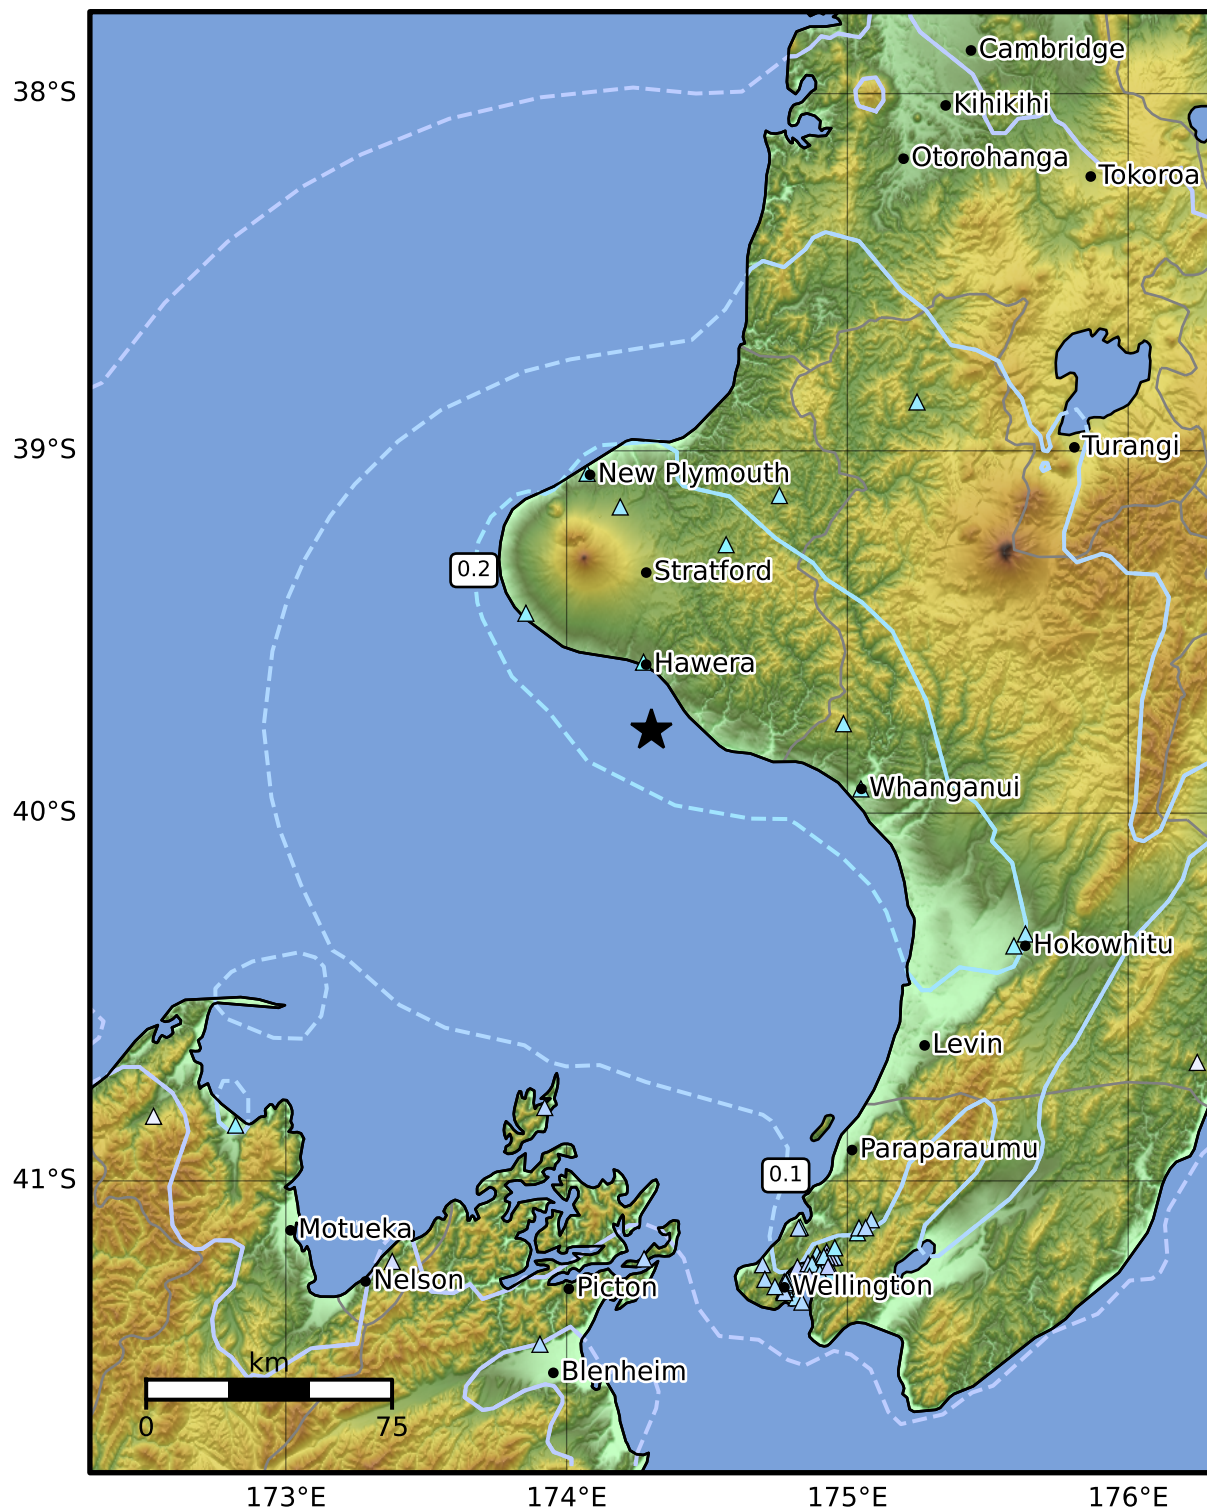 Cambridge
38°S
Kihikihi
Otorohanga
Tokoroa
39°S
Turangi
New Plymouth
0.2
Stratford
Hawera
Whanganui
40°S
Hokowhitu
Levin
Paraparaumu
0.1
41°S
Motueka
Nelson
Picton
Wellington
km
Blenheim
0
75
173°E
174°E
175°E
176°E